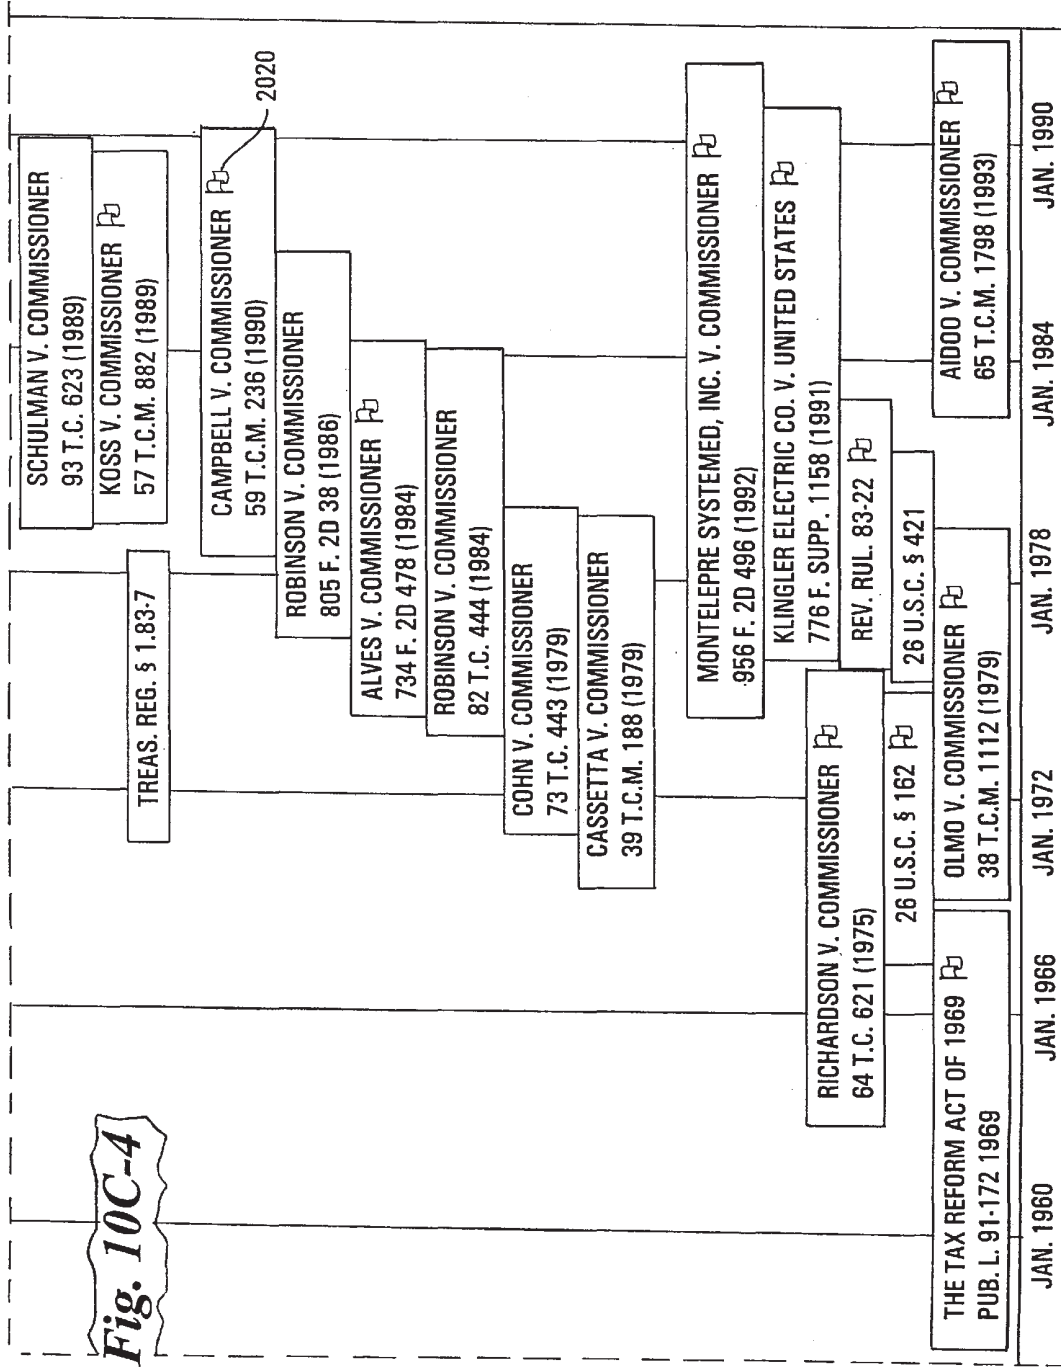 Fig. 10C-4
SCHULMAN V. COMMISSIONER
93 T.C. 623 (1989)
KOSS V. COMMISSIONER
57 T.C.M. 882 (1989)
TREAS. REG. § 1.83-7
2020
CAMPBELL V. COMMISSIONER
59 T.C.M. 236 (1990)
ROBINSON V. COMMISSIONER
805 F. 2D 38 (1986)
ALVES V. COMMISSIONER
734 F. 2D 478 (1984)
ROBINSON V. COMMISSIONER
82 T.C. 444 (1984)
COHN V. COMMISSIONER
73 T.C. 443 (1979)
CASSETTA V. COMMISSIONER
39 T.C.M. 188 (1979)
MONTELEPRE SYSTEMED, INC. V. COMMISSIONER
956 F. 2D 496 (1992)
KLINGLER ELECTRIC CO. V. UNITED STATES
776 F. SUPP. 1158 (1991)
RICHARDSON V. COMMISSIONER
64 T.C. 621 (1975)
REV. RUL. 83-22
26 U.S.C. § 162
26 U.S.C. § 421
THE TAX REFORM ACT OF 1969
PUB. L. 91-172 1969
OLMO V. COMMISSIONER
38 T.C.M. 1112 (1979)
AIDOO V. COMMISSIONER
65 T.C.M. 1798 (1993)
JAN. 1960
JAN. 1966
JAN. 1972
JAN. 1978
JAN. 1984
JAN. 1990